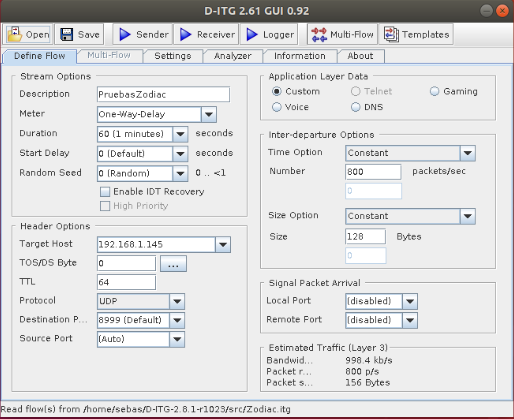 D-ITG 2.61 GUI 0.92
Open Save Sender Receiver Logger Multi-Flow Templates
Define Flow Multi-Flow Settings Analyzer Information About
Stream Options
Description PruebasZodiac
Meter One-Way-Delay
Duration 60 (1 minutes) seconds
Start Delay 0 (Default) seconds
Random Seed 0 (Random) 0 .. <1
Enable IDT Recovery
High Priority
Header Options
Target Host 192.168.1.145
TOS/DS Byte 0 ...
TTL 64
Protocol UDP
Destination P... 8999 (Default)
Source Port (Auto)
Application Layer Data
Custom Telnet Gaming
Voice DNS
Inter-departure Options
Time Option Constant
Number 800 packets/sec
0
Size Option Constant
Size 128 Bytes
0
Signal Packet Arrival
Local Port (disabled)
Remote Port (disabled)
Estimated Traffic (Layer 3)
Bandwid... 998.4 kb/s
Packet r... 800 p/s
Packet s... 156 Bytes
Read flow(s) from /home/sebas/D-ITG-2.8.1-r1023/src/Zodiac.itg